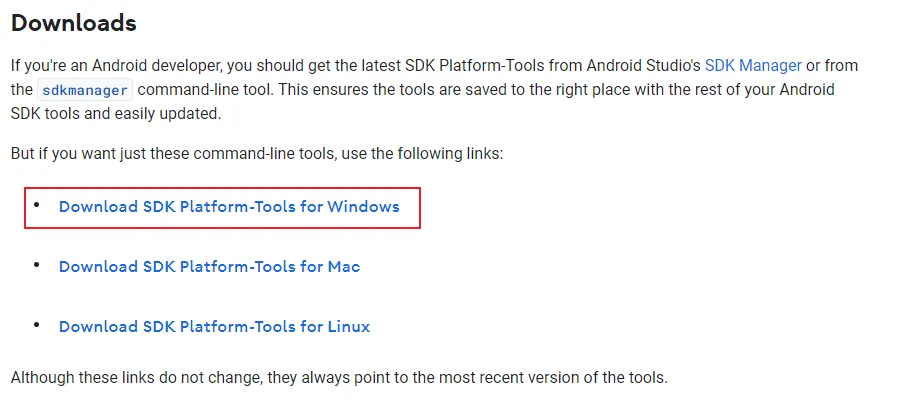 Downloads
If you're an Android developer, you should get the latest SDK Platform-Tools from Android Studio's SDK Manager or from
the sdkmanager command-line tool. This ensures the tools are saved to the right place with the rest of your Android
SDK tools and easily updated.
But if you want just these command-line tools, use the following links:
• Download SDK Platform-Tools for Windows
• Download SDK Platform-Tools for Mac
• Download SDK Platform-Tools for Linux
Although these links do not change, they always point to the most recent version of the tools.